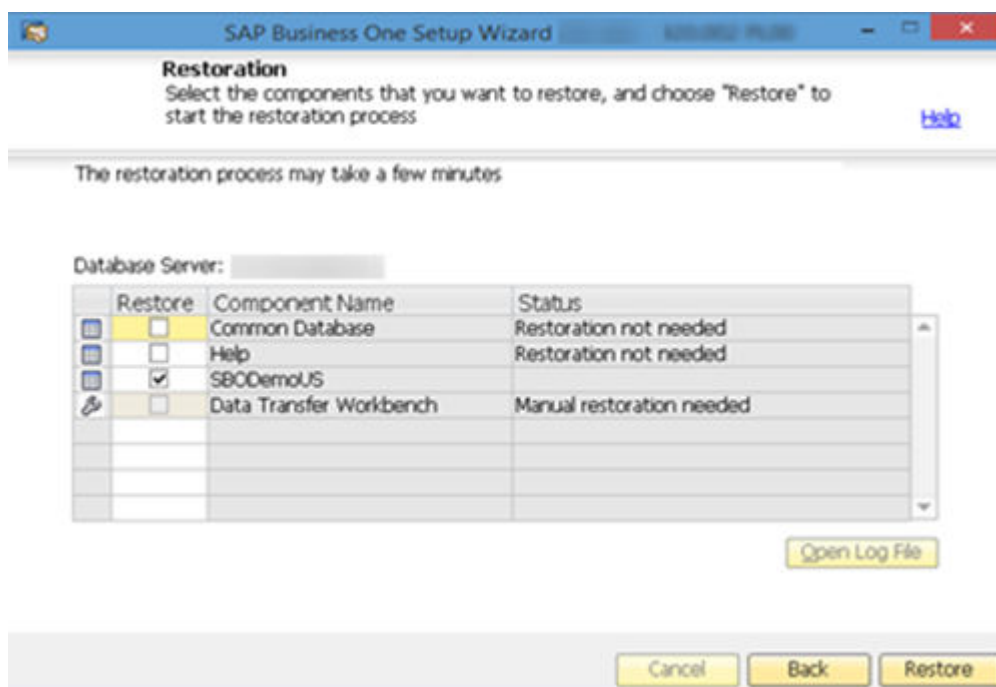 SAP Business One Setup Wizard
Restoration
Select the components that you want to restore, and choose "Restore" to
start the restoration process
Help
The restoration process may take a few minutes
Database Server:
Restore Component Name Status
Common Database Restoration not needed
Help Restoration not needed
SBODemoUS
Data Transfer Workbench Manual restoration needed
Open Log File
Cancel Back Restore